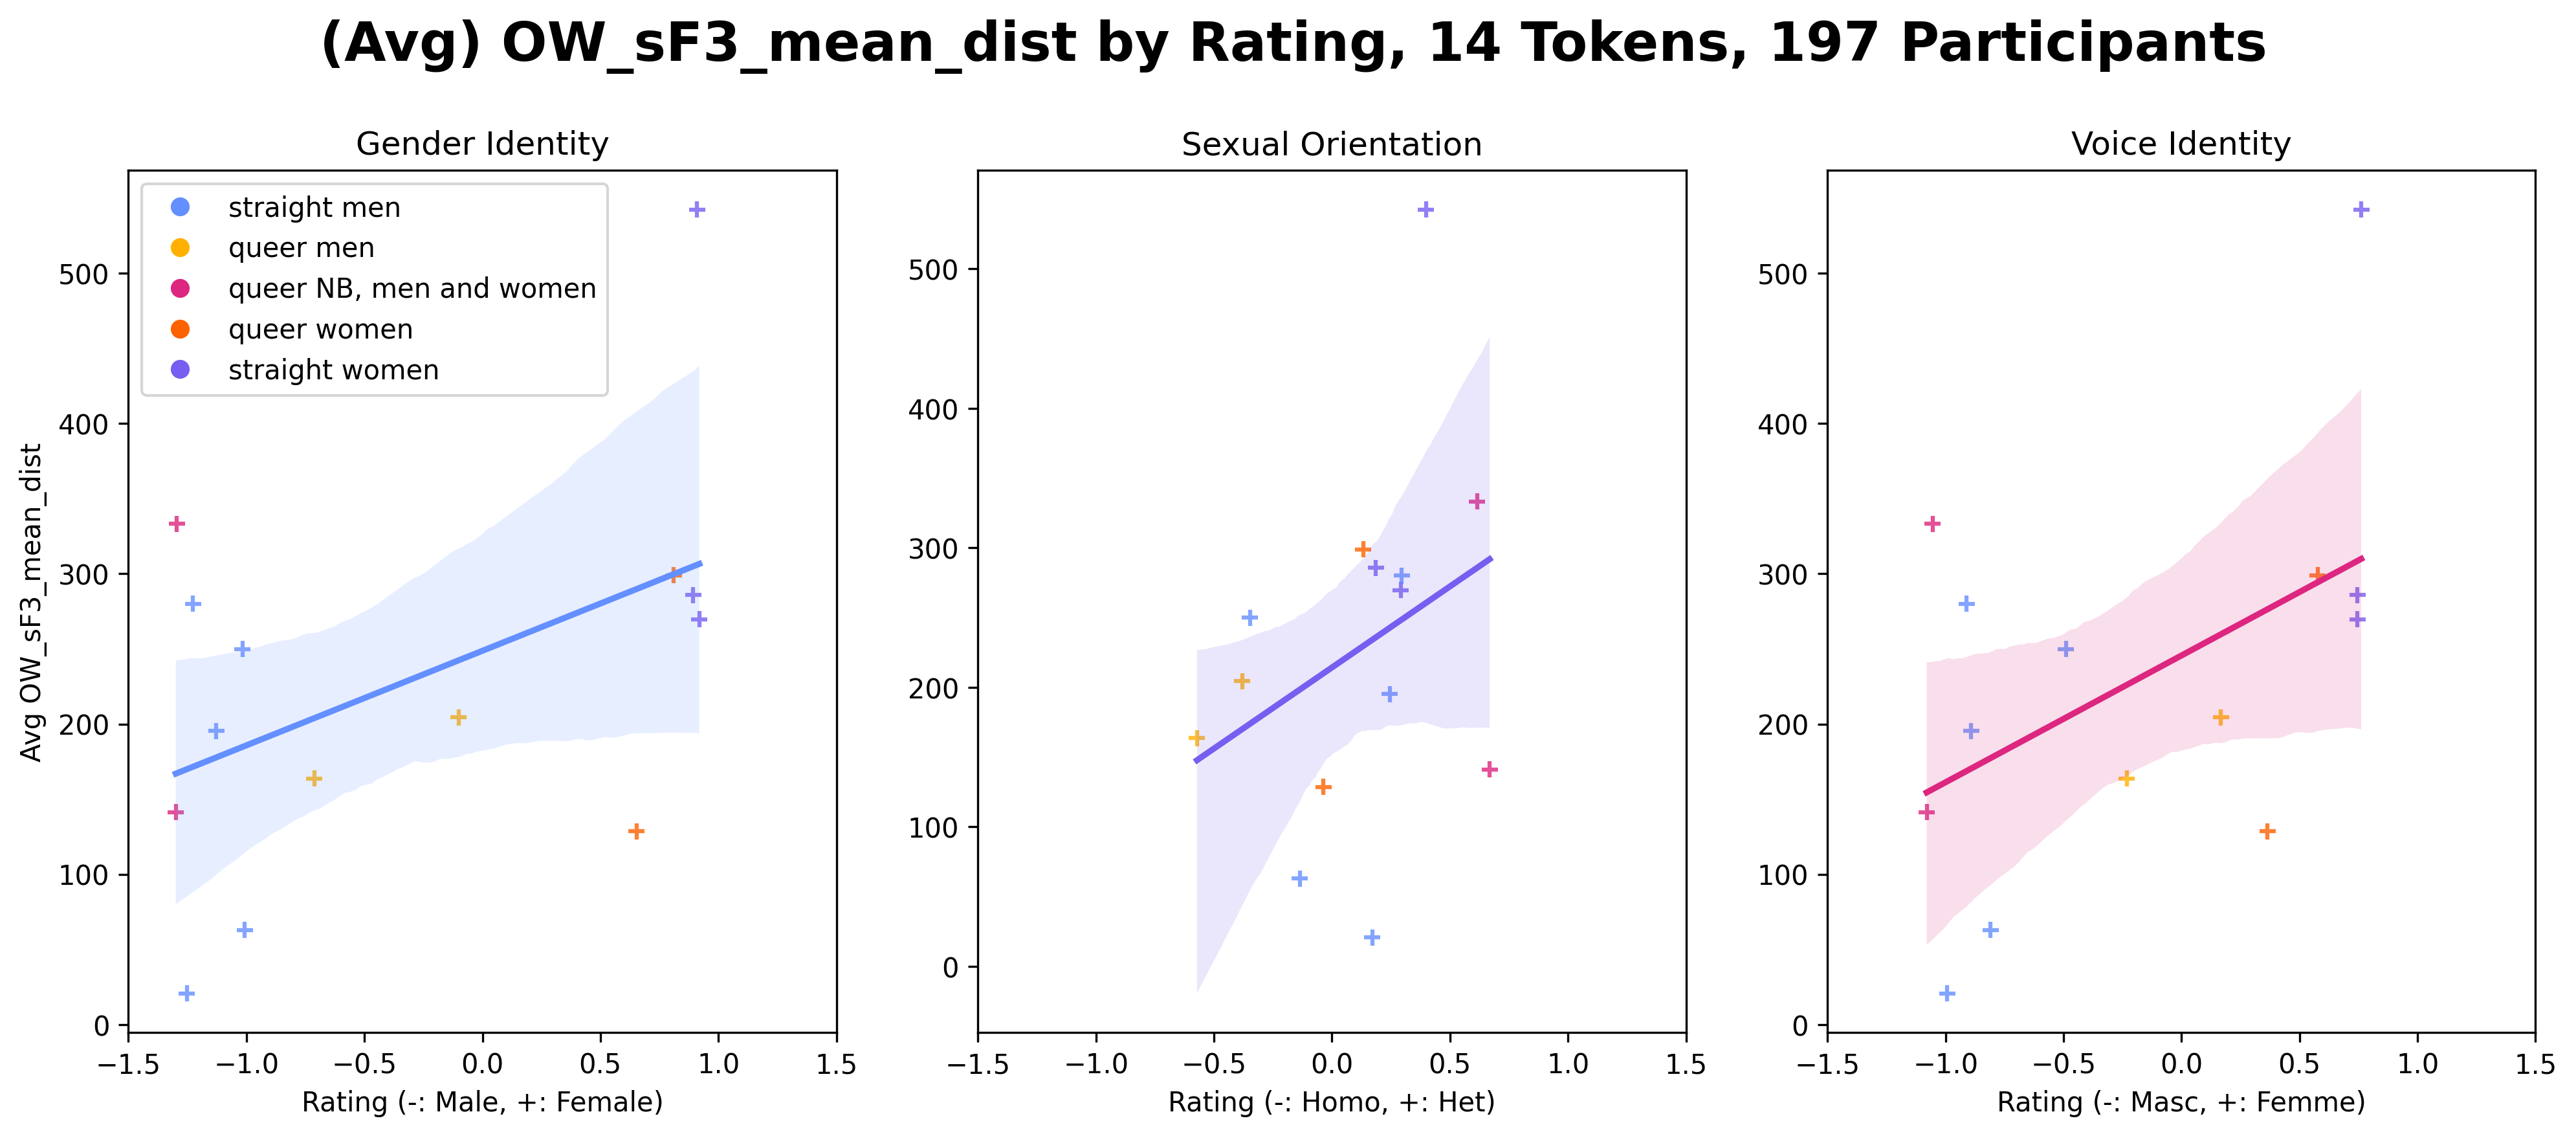 (Avg) OW_sF3_mean_dist by Rating, 14 Tokens, 197 Participants
Gender Identity
straight men
queer men
queer NB, men and women
queer women
straight women
Avg OW_sF3_mean_dist
500
400
300
200
100
0
−1.5 −1.0 −0.5 0.0 0.5 1.0 1.5
Rating (-: Male, +: Female)
Sexual Orientation
500
400
300
200
100
0
−1.5 −1.0 −0.5 0.0 0.5 1.0 1.5
Rating (-: Homo, +: Het)
Voice Identity
500
400
300
200
100
0
−1.5 −1.0 −0.5 0.0 0.5 1.0 1.5
Rating (-: Masc, +: Femme)